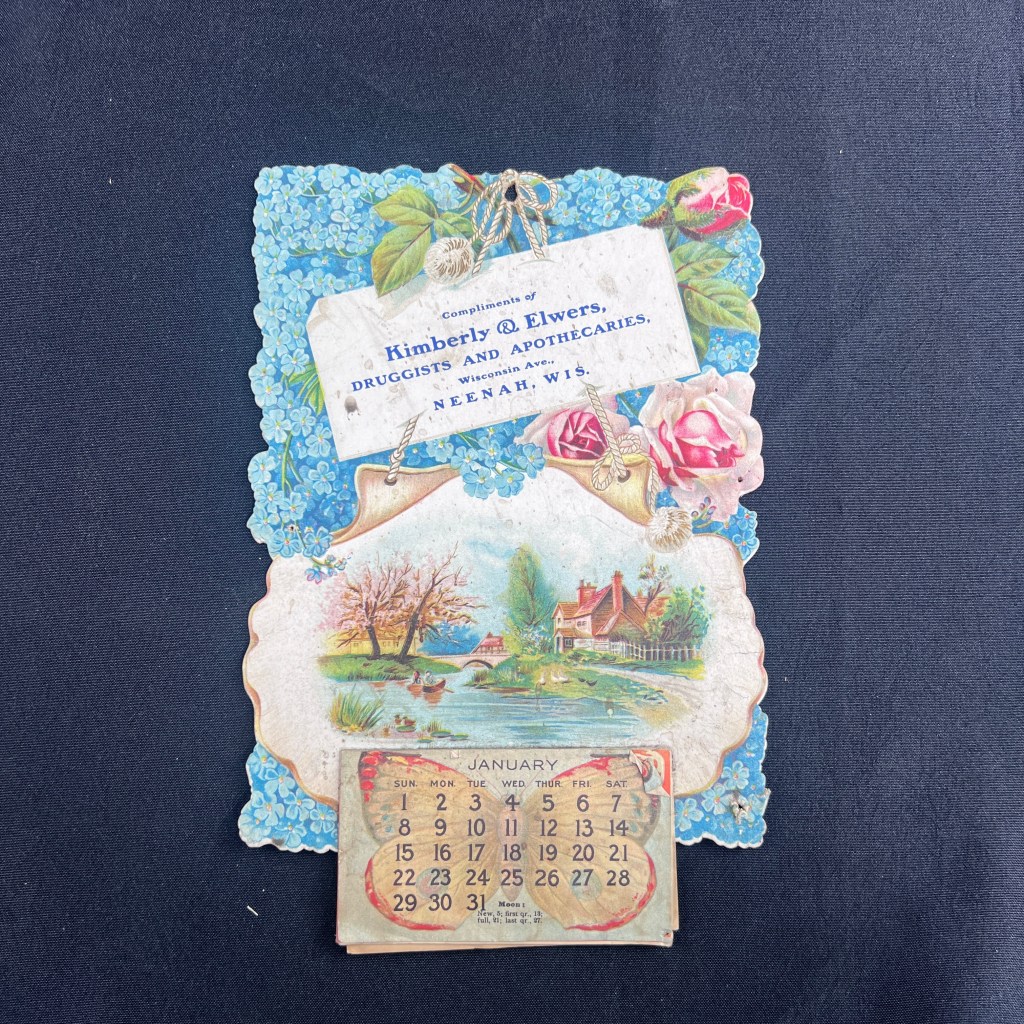 Compliments of
Kimberly & Elwers,
DRUGGISTS AND APOTHECARIES.
Wisconsin Ave.,
NEENAH, WIS.
JANUARY
SUN. MON. TUE. WED. THUR. FRI. SAT.
1 2 3 4 5 6 7
8 9 10 11 12 13 14
15 16 17 18 19 20 21
22 23 24 25 26 27 28
29 30 31 Moon:
New, 5; first qr., 13;
full, 21; last qr., 27.